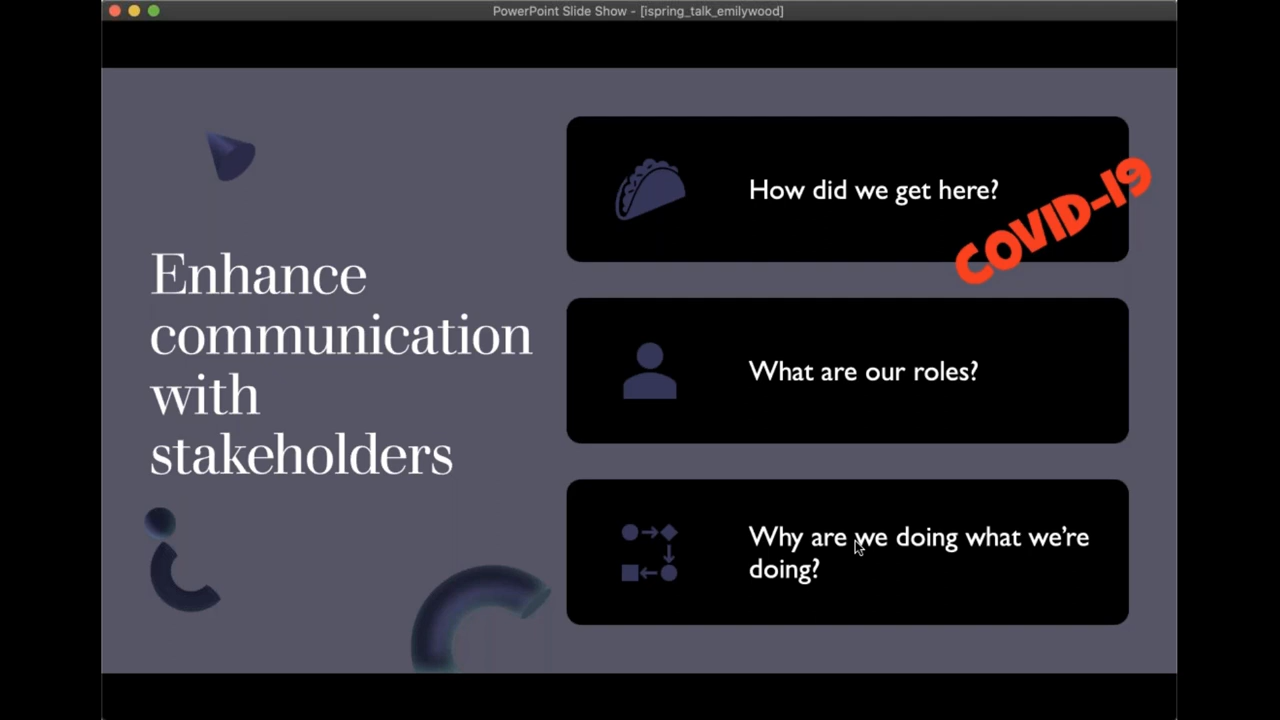 PowerPoint Slide Show - [ispring_talk_emilywood]
Enhance
communication
with
stakeholders
How did we get here?
COVID-19
What are our roles?
Why are we doing what we’re
doing?